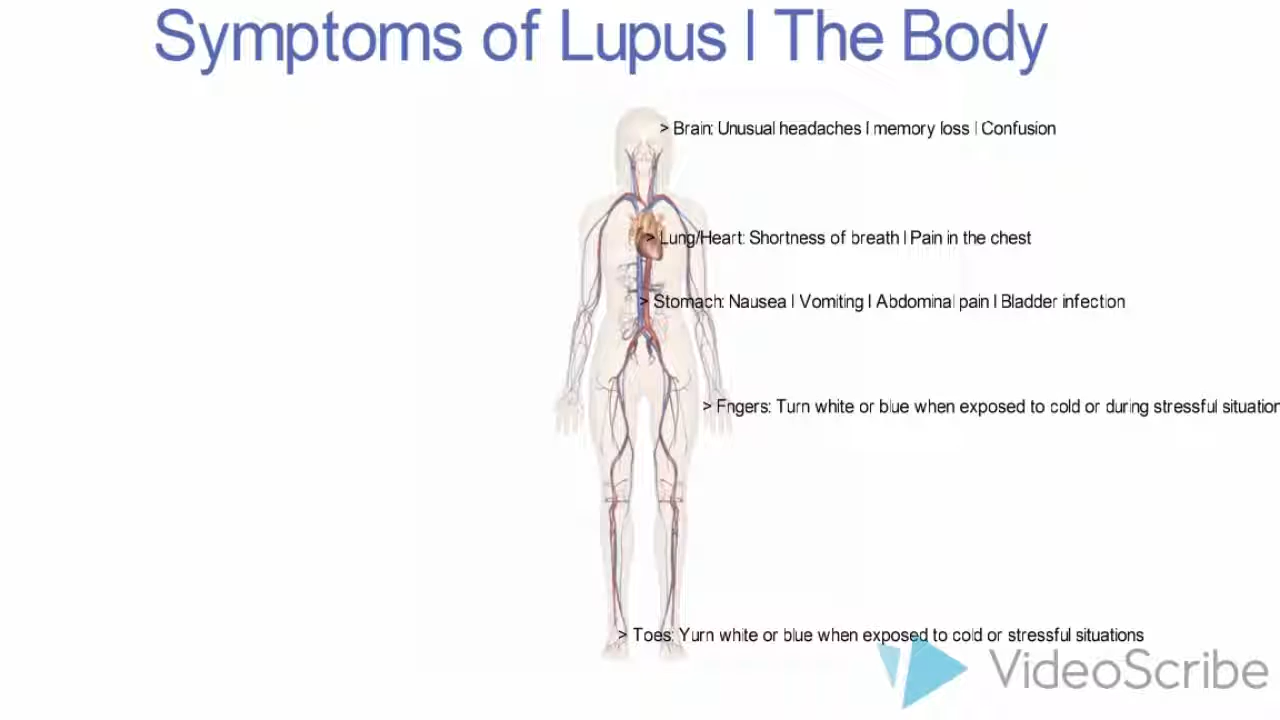 Symptoms of Lupus | The Body
> Brain: Unusual headaches | memory loss | Confusion
> Lung/Heart: Shortness of breath | Pain in the chest
> Stomach: Nausea | Vomiting | Abdominal pain | Bladder infection
> Fngers: Turn white or blue when exposed to cold or during stressful situation
> Toes: Yurn white or blue when exposed to cold or stressful situations
VideoScribe